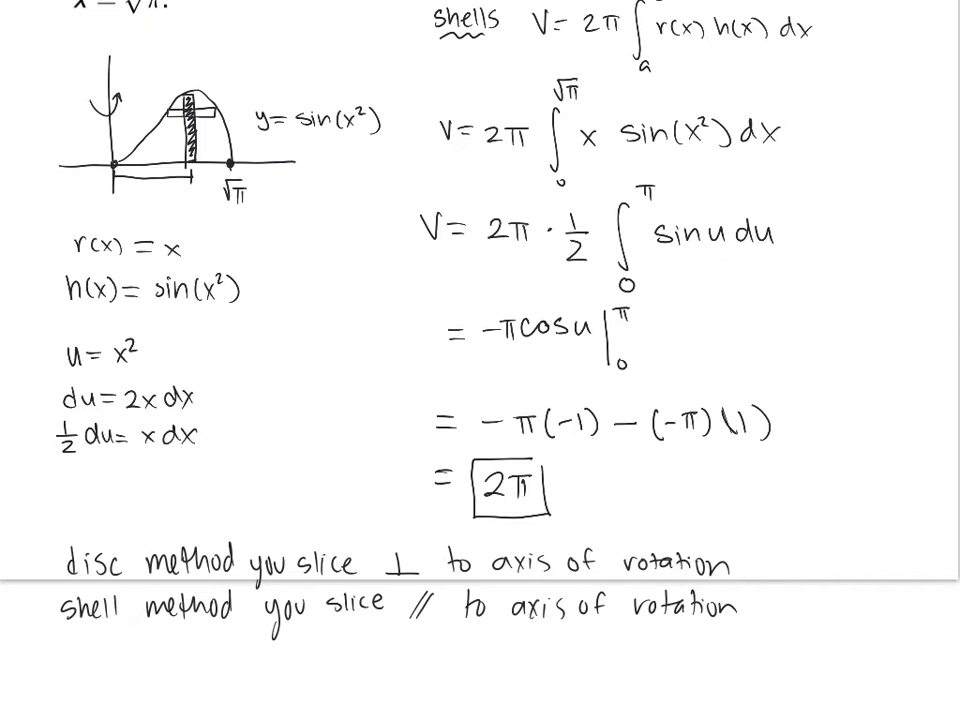 x = √π.
shells V = 2π ∫ₐ r(x) h(x) dx
y = sin(x²)
√π
V = 2π ∫₀^√π x sin(x²) dx
V = 2π · 1/2 ∫₀^π sin u du
r(x) = x
h(x) = sin(x²)
= -π cos u |₀^π
u = x²
du = 2x dx
1/2 du = x dx
= -π(-1) - (-π)(1)
= 2π
disc method you slice ⊥ to axis of rotation
shell method you slice // to axis of rotation